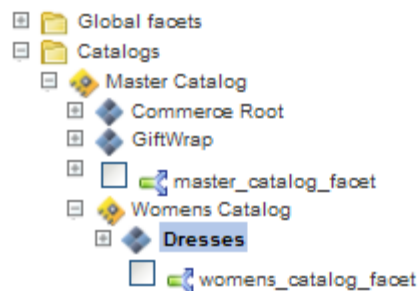 Global facets
Catalogs
Master Catalog
Commerce Root
GiftWrap
master_catalog_facet
Womens Catalog
Dresses
womens_catalog_facet